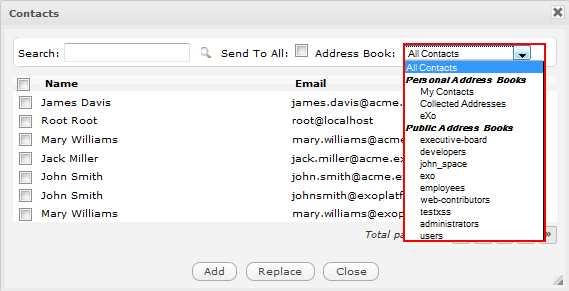 Contacts
Search: Send To All: Address Book: All Contacts
All Contacts
Personal Address Books
My Contacts
Collected Addresses
eXo
Public Address Books
executive-board
developers
john_space
exo
employees
web-contributors
testxss
administrators
users
Name Email
James Davis james.davis@acme.
Root Root root@localhost
Mary Williams mary.williams@acme.
Jack Miller jack.miller@acme.ex
John Smith john.smith@acme.ex
John Smith johnsmith@exoplatf
Mary Williams mary.williams@exop
Total pa
Add Replace Close